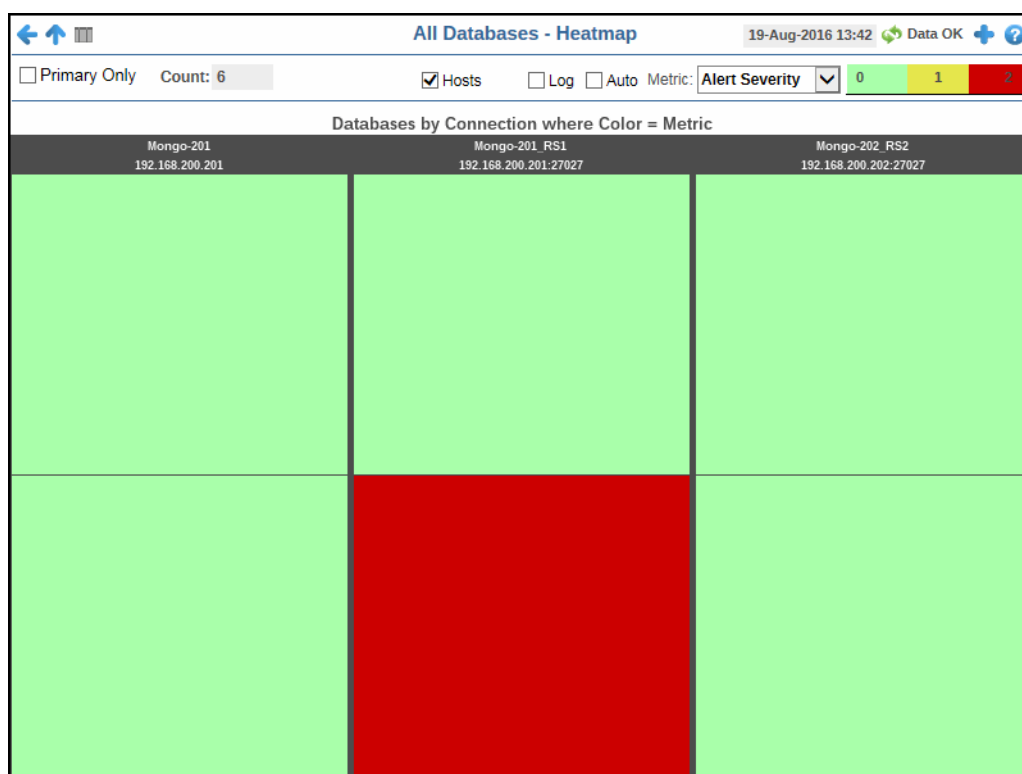 All Databases - Heatmap 19-Aug-2016 13:42 Data OK ?
Primary Only Count: 6 Hosts Log Auto Metric: Alert Severity 0 1 2
Databases by Connection where Color = Metric
Mongo-201 Mongo-201_RS1 Mongo-202_RS2
192.168.200.201 192.168.200.201:27027 192.168.200.202:27027